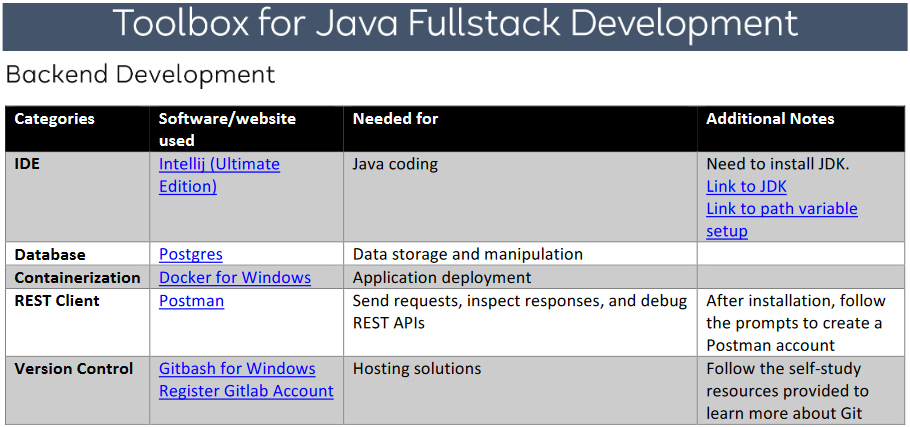 Toolbox for Java Fullstack Development
Backend Development
Categories Software/website used Needed for Additional Notes
IDE Intellij (Ultimate Edition) Java coding Need to install JDK.
Link to JDK
Link to path variable setup
Database Postgres Data storage and manipulation
Containerization Docker for Windows Application deployment
REST Client Postman Send requests, inspect responses, and debug REST APIs After installation, follow the prompts to create a Postman account
Version Control Gitbash for Windows
Register Gitlab Account Hosting solutions Follow the self-study resources provided to learn more about Git